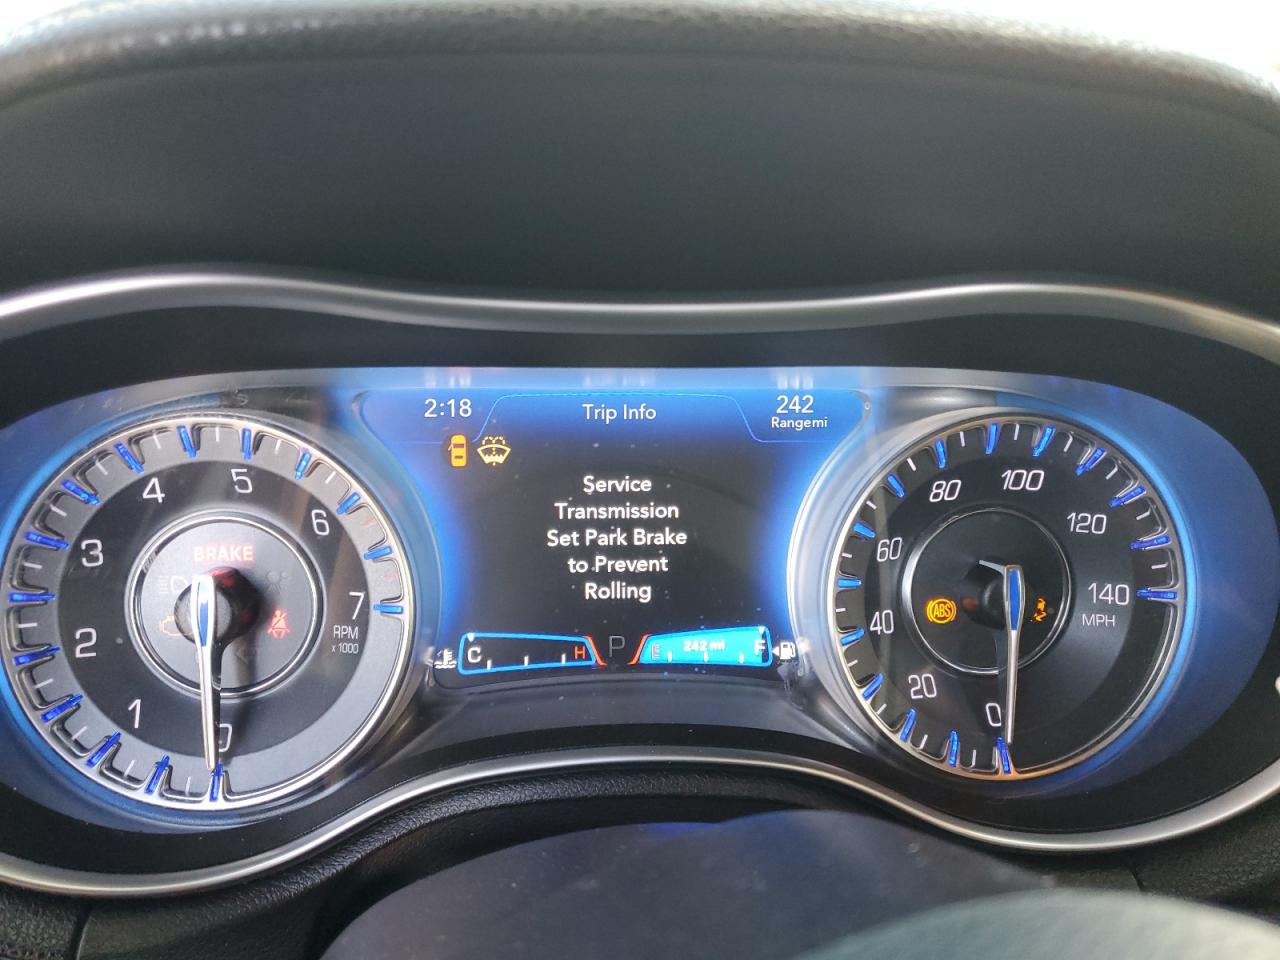 2:18
Trip Info
242
Rangemi
Service
Transmission
Set Park Brake
to Prevent
Rolling
C
H
P
E
242 mi
F
BRAKE
0
1
2
3
4
5
6
7
RPM
x 1000
ABS
0
20
40
60
80
100
120
140
MPH